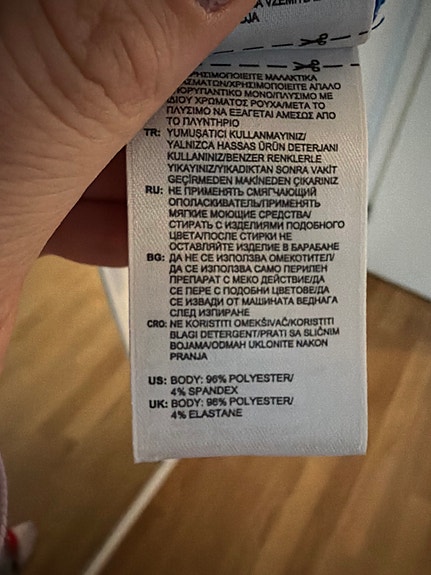 ДЈА
ΧΡΗΣΙΜΟΠΟΙΕΙΤΕ ΜΑΛΑΚΤΙΚΑ
ΧΡΗΣΙΜΟΠΟΙΕΙΤΕ ΑΠΑΛΟ
ΑΠΟΡΥΠΑΝΤΙΚΟ ΜΟΝΟ/ΠΛΥΣΙΜΟ ΜΕ
ΙΔΙΟΥ ΧΡΩΜΑΤΟΣ ΡΟΥΧΑ/ΜΕΤΑ ΤΟ
ΠΛΥΣΙΜΟ ΝΑ ΕΞΑΓΕΤΑΙ ΑΜΕΣΩΣ ΑΠΟ
ΤΟ ΠΛΥΝΤΗΡΙΟ
TR: YUMUŞATICI KULLANMAYINIZ/
YALNIZCA HASSAS ÜRÜN DETERJANI
KULLANINIZ/BENZER RENKLERLE
YIKAYINIZ/YIKADIKTAN SONRA VAKİT
GEÇİRMEDEN MAKİNEDEN ÇIKARINIZ
RU: НЕ ПРИМЕНЯТЬ СМЯГЧАЮЩИЙ
ОПОЛАСКИВАТЕЛЬ/ПРИМЕНЯТЬ
МЯГКИЕ МОЮЩИЕ СРЕДСТВА/
СТИРАТЬ С ИЗДЕЛИЯМИ ПОДОБНОГО
ЦВЕТА/ПОСЛЕ СТИРКИ НЕ
ОСТАВЛЯЙТЕ ИЗДЕЛИЕ В БАРАБАНЕ
BG: ДА НЕ СЕ ИЗПОЛЗВА ОМЕКОТИТЕЛ/
ДА СЕ ИЗПОЛЗВА САМО ПЕРИЛЕН
ПРЕПАРАТ С МЕКО ДЕЙСТВИЕ/ДА
СЕ ПЕРЕ С ПОДОБНИ ЦВЕТОВЕ/ДА
СЕ ИЗВАДИ ОТ МАШИНАТА ВЕДНАГА
СЛЕД ИЗПИРАНЕ
CRO: NE KORISTITI OMEKŠIVAČ/KORISTITI
BLAGI DETERGENT/PRATI SA SLIČNIM
BOJAMA/ODMAH UKLONITE NAKON
PRANJA
US: BODY: 96% POLYESTER/
4% SPANDEX
UK: BODY: 96% POLYESTER/
4% ELASTANE